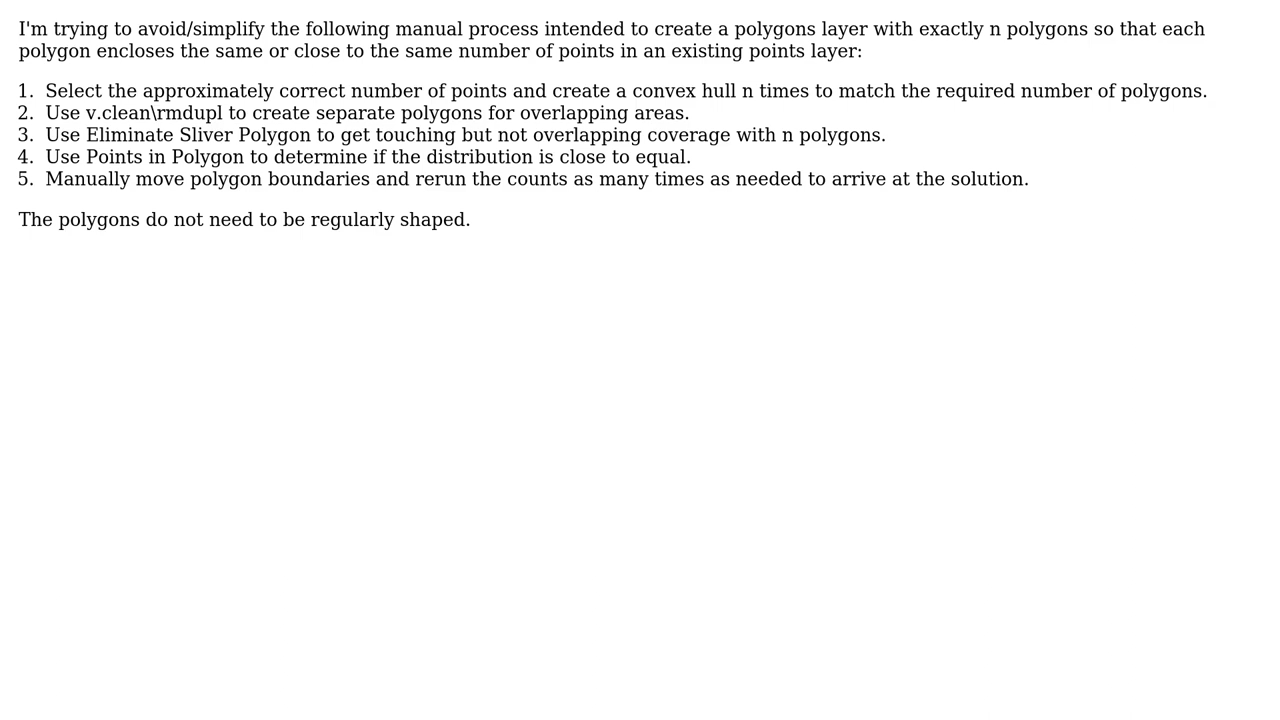 I'm trying to avoid/simplify the following manual process intended to create a polygons layer with exactly n polygons so that each
polygon encloses the same or close to the same number of points in an existing points layer:
1. Select the approximately correct number of points and create a convex hull n times to match the required number of polygons.
2. Use v.clean\rmdupl to create separate polygons for overlapping areas.
3. Use Eliminate Sliver Polygon to get touching but not overlapping coverage with n polygons.
4. Use Points in Polygon to determine if the distribution is close to equal.
5. Manually move polygon boundaries and rerun the counts as many times as needed to arrive at the solution.
The polygons do not need to be regularly shaped.